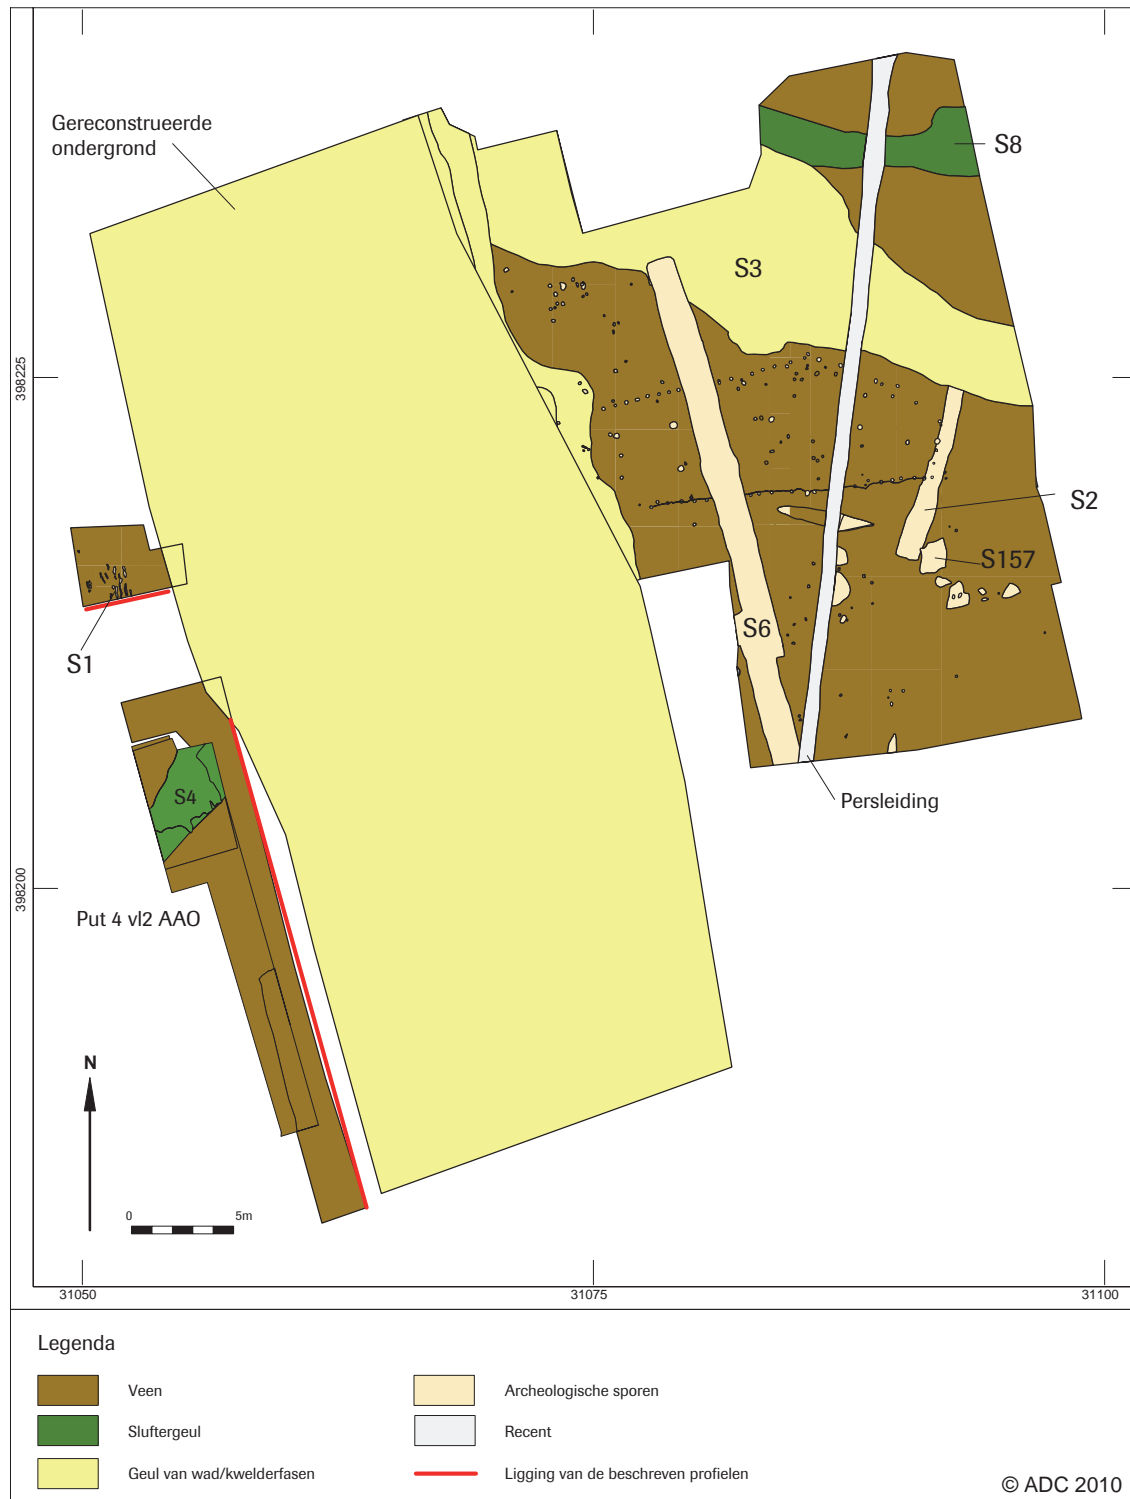 Gereconstrueerde
ondergrond
S8
S3
398225
S2
S157
S1
S6
S4
Persleiding
398200
Put 4 vl2 AAO
N
0 5m
31050 31075 31100
Legenda
Veen
Sluftergeul
Geul van wad/kwelderfasen
Archeologische sporen
Recent
Ligging van de beschreven profielen
© ADC 2010